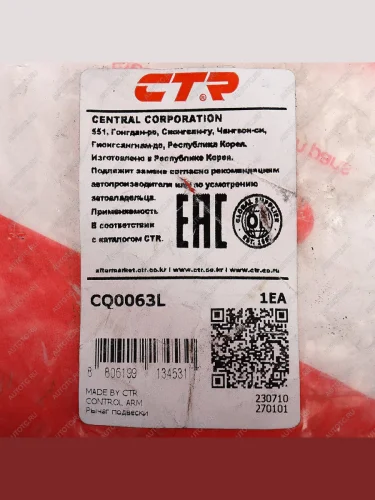 CTR
CENTRAL CORPORATION
551, Гонгдан-ро, Сеонгсан-гу, Чангвон-си,
Гиеонгсангнам-до, Республика Корея.
Изготовлено в Республике Корея.
Подлежит замене согласно рекомендациям
автопроизводителя или по усмотрению
автовладельца.
Применяемость
В соответствии
с каталогом CTR.
EAC
aftermarket.ctr.co.kr | www.ctr.co.kr | www.ctr.co.ru
CQ0063L
1EA
8 806199 134531
MADE BY CTR
CONTROL ARM
Рычаг подвески
230710
270101